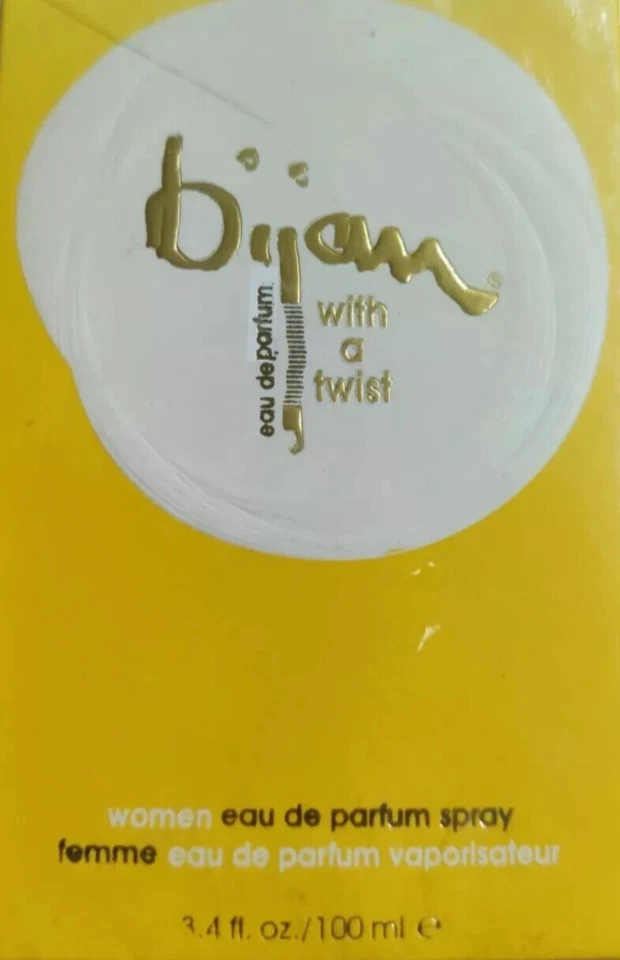 bijan®
eau de parfum
with
a
twist
women eau de parfum spray
femme eau de parfum vaporisateur
3.4 fl. oz./100 ml ℮